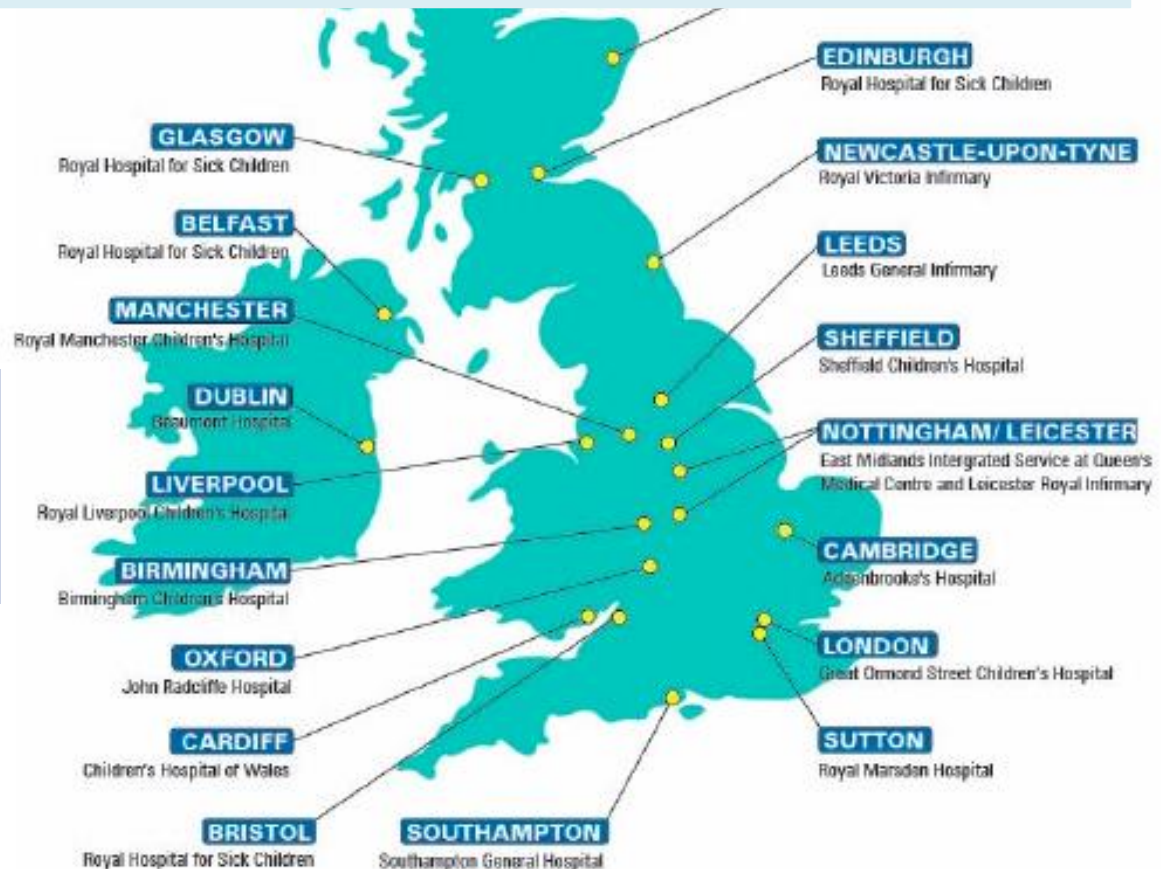 EDINBURGH
Royal Hospital for Sick Children
GLASGOW
Royal Hospital for Sick Children
NEWCASTLE-UPON-TYNE
Royal Victoria Infirmary
BELFAST
Royal Hospital for Sick Children
LEEDS
Leeds General Infirmary
MANCHESTER
Royal Manchester Children's Hospital
SHEFFIELD
Sheffield Children's Hospital
DUBLIN
Beaumont Hospital
NOTTINGHAM/ LEICESTER
East Midlands Intergrated Service at Queen's
Medical Centre and Leicester Royal Infirmary
LIVERPOOL
Royal Liverpool Children's Hospital
CAMBRIDGE
Addenbrooke's Hospital
BIRMINGHAM
Birmingham Children's Hospital
LONDON
Great Ormond Street Children's Hospital
OXFORD
John Radcliffe Hospital
SUTTON
Royal Marsden Hospital
CARDIFF
Children's Hospital of Wales
BRISTOL
Royal Hospital for Sick Children
SOUTHAMPTON
Southampton General Hospital